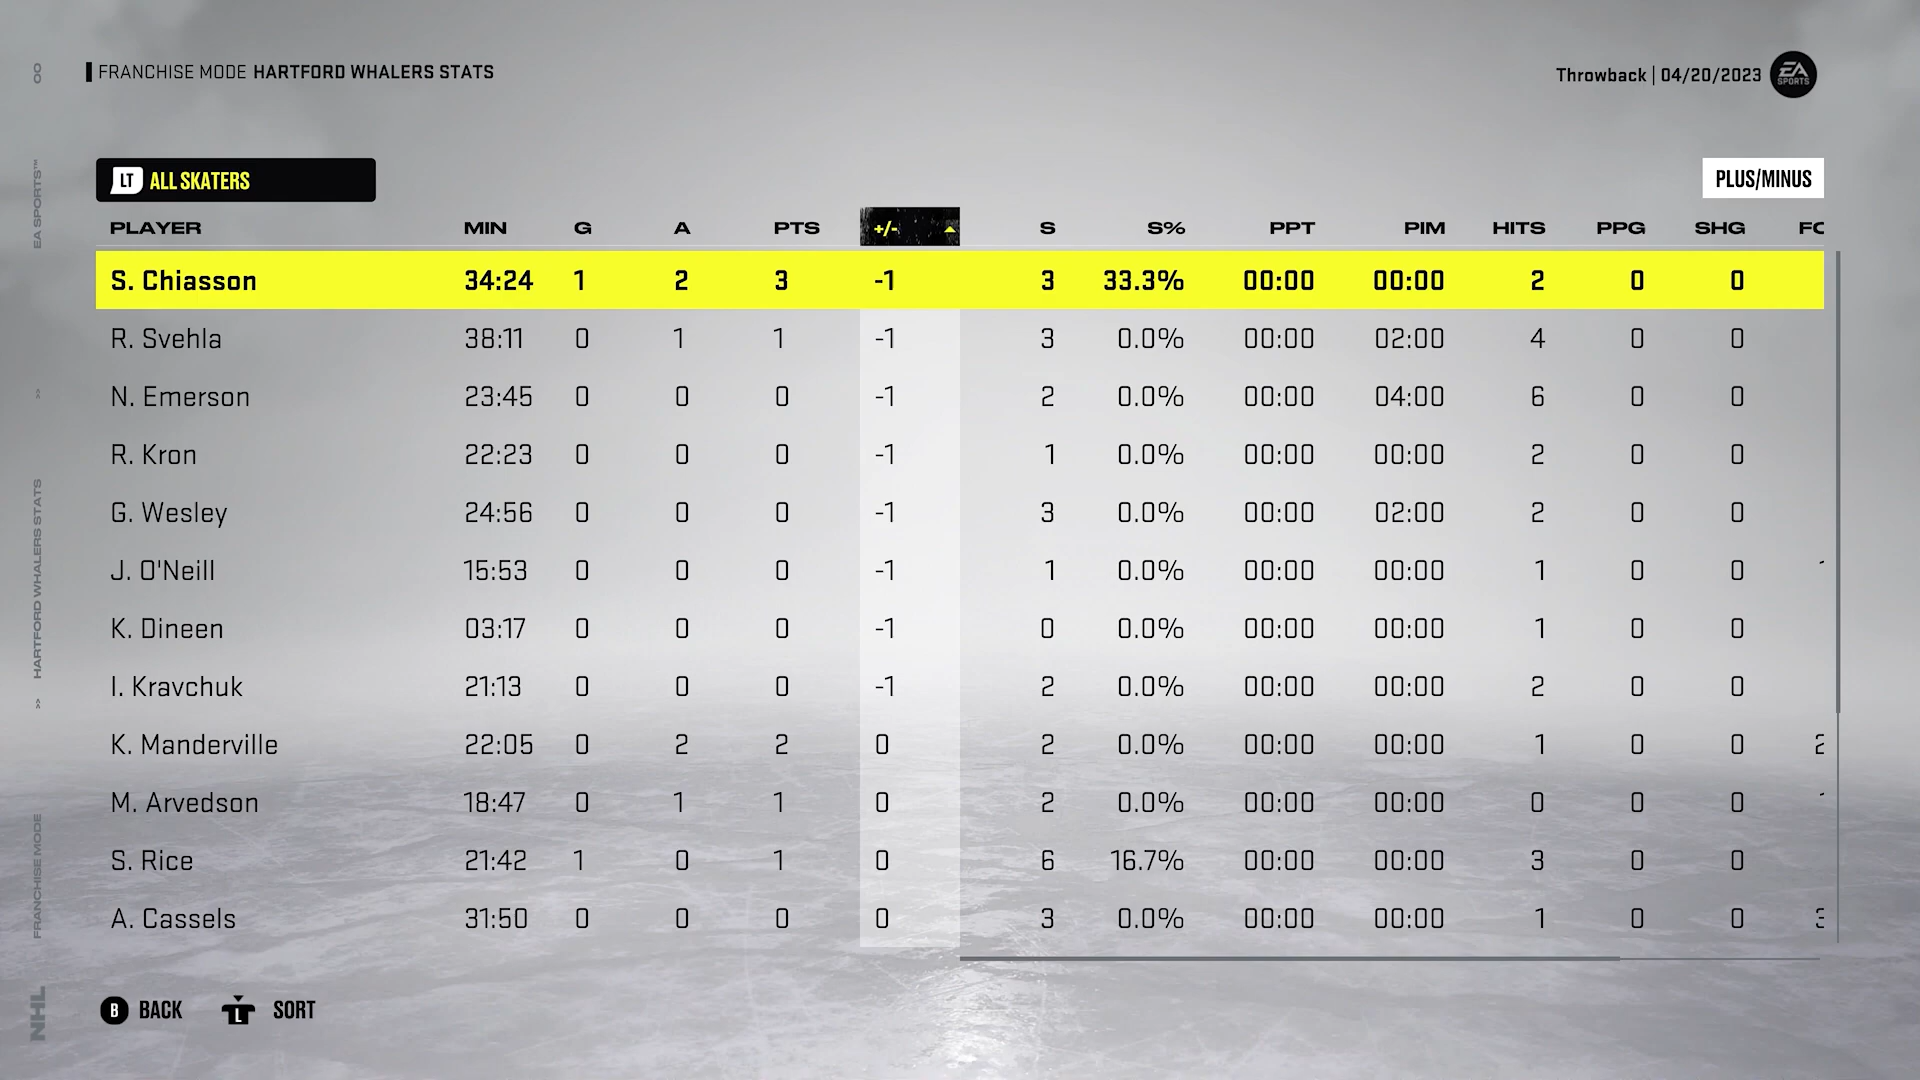 FRANCHISE MODE HARTFORD WHALERS STATS
Throwback | 04/20/2023 EA SPORTS
LT ALL SKATERS
PLUS/MINUS
PLAYER MIN G A PTS +/- S S% PPT PIM HITS PPG SHG
S. Chiasson 34:24 1 2 3 -1 3 33.3% 00:00 00:00 2 0 0
R. Svehla 38:11 0 1 1 -1 3 0.0% 00:00 02:00 4 0 0
N. Emerson 23:45 0 0 0 -1 2 0.0% 00:00 04:00 6 0 0
R. Kron 22:23 0 0 0 -1 1 0.0% 00:00 00:00 2 0 0
G. Wesley 24:56 0 0 0 -1 3 0.0% 00:00 02:00 2 0 0
J. O'Neill 15:53 0 0 0 -1 1 0.0% 00:00 00:00 1 0 0
K. Dineen 03:17 0 0 0 -1 0 0.0% 00:00 00:00 1 0 0
I. Kravchuk 21:13 0 0 0 -1 2 0.0% 00:00 00:00 2 0 0
K. Manderville 22:05 0 2 2 0 2 0.0% 00:00 00:00 1 0 0
M. Arvedson 18:47 0 1 1 0 2 0.0% 00:00 00:00 0 0 0
S. Rice 21:42 1 0 1 0 6 16.7% 00:00 00:00 3 0 0
A. Cassels 31:50 0 0 0 0 3 0.0% 00:00 00:00 1 0 0
B BACK L SORT
NHL FRANCHISE MODE >> HARTFORD WHALERS STATS >> EA SPORTS™